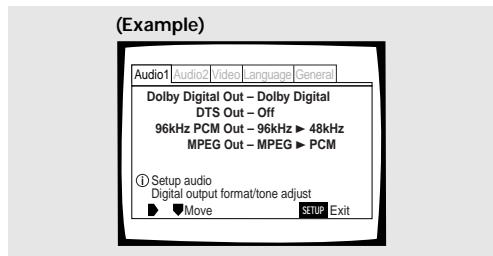 (Example)
Audio1 Audio2 Video Language General
Dolby Digital Out – Dolby Digital
DTS Out – Off
96kHz PCM Out – 96kHz ► 48kHz
MPEG Out – MPEG ► PCM
ⓘ Setup audio
Digital output format/tone adjust
Move SETUP Exit